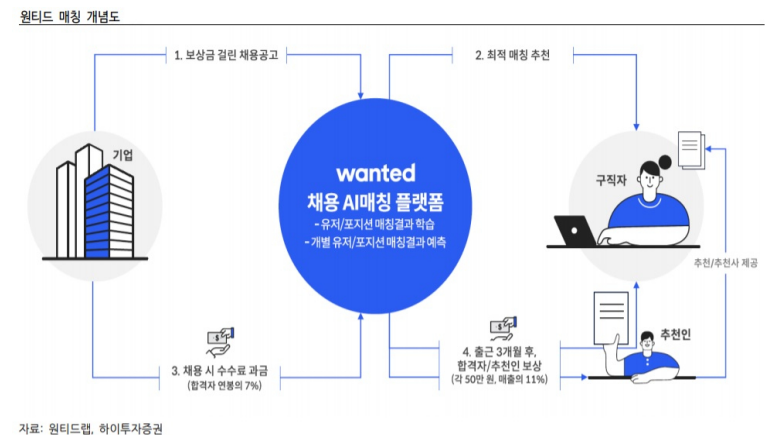 원티드 매칭 개념도
1. 보상금 걸린 채용공고
2. 최적 매칭 추천
기업
wanted
채용 AI매칭 플랫폼
- 유저/포지션 매칭결과 학습
- 개별 유저/포지션 매칭결과 예측
구직자
추천/추천사 제공
추천인
3. 채용 시 수수료 과금
(합격자 연봉의 7%)
4. 출근 3개월 후,
합격자/추천인 보상
(각 50만 원, 매출의 11%)
자료: 원티드랩, 하이투자증권